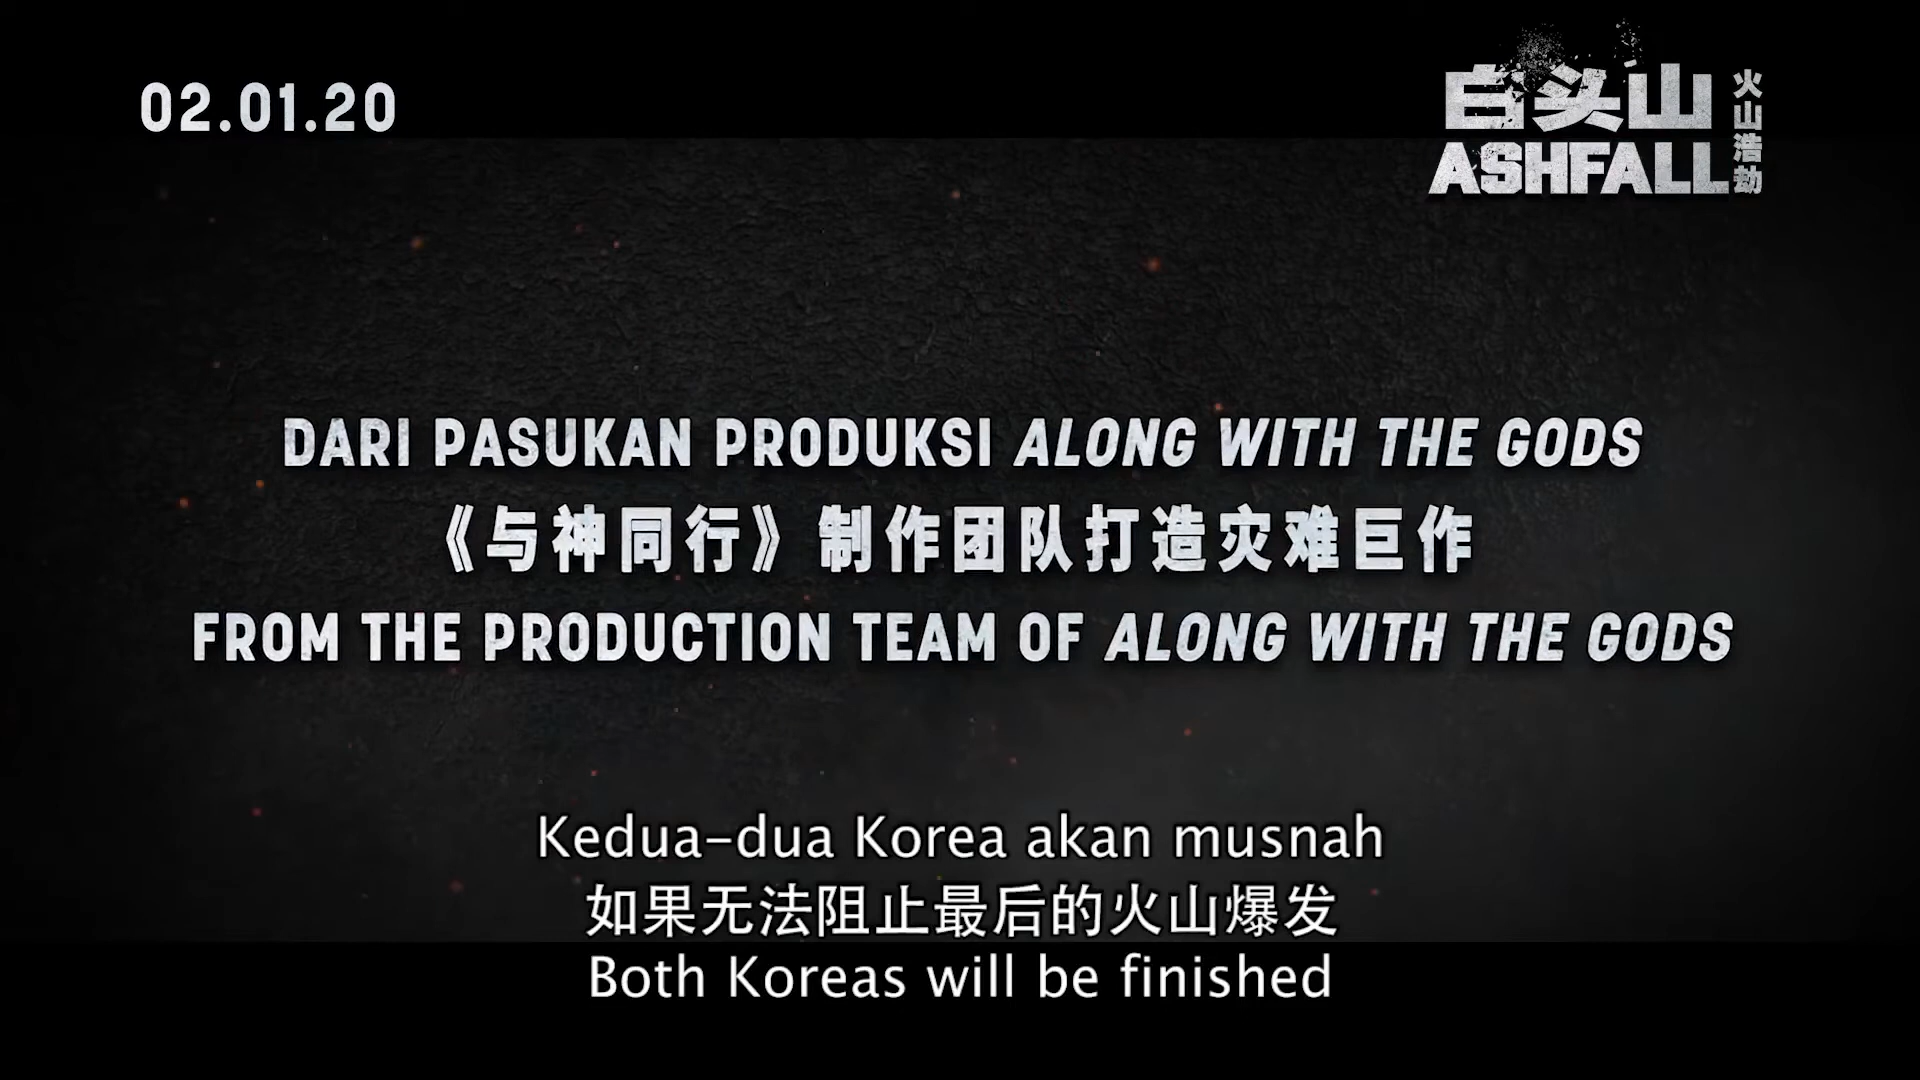 02.01.20
白头山
火山浩劫
ASHFALL
DARI PASUKAN PRODUKSI ALONG WITH THE GODS
《与神同行》制作团队打造灾难巨作
FROM THE PRODUCTION TEAM OF ALONG WITH THE GODS
Kedua-dua Korea akan musnah
如果无法阻止最后的火山爆发
Both Koreas will be finished